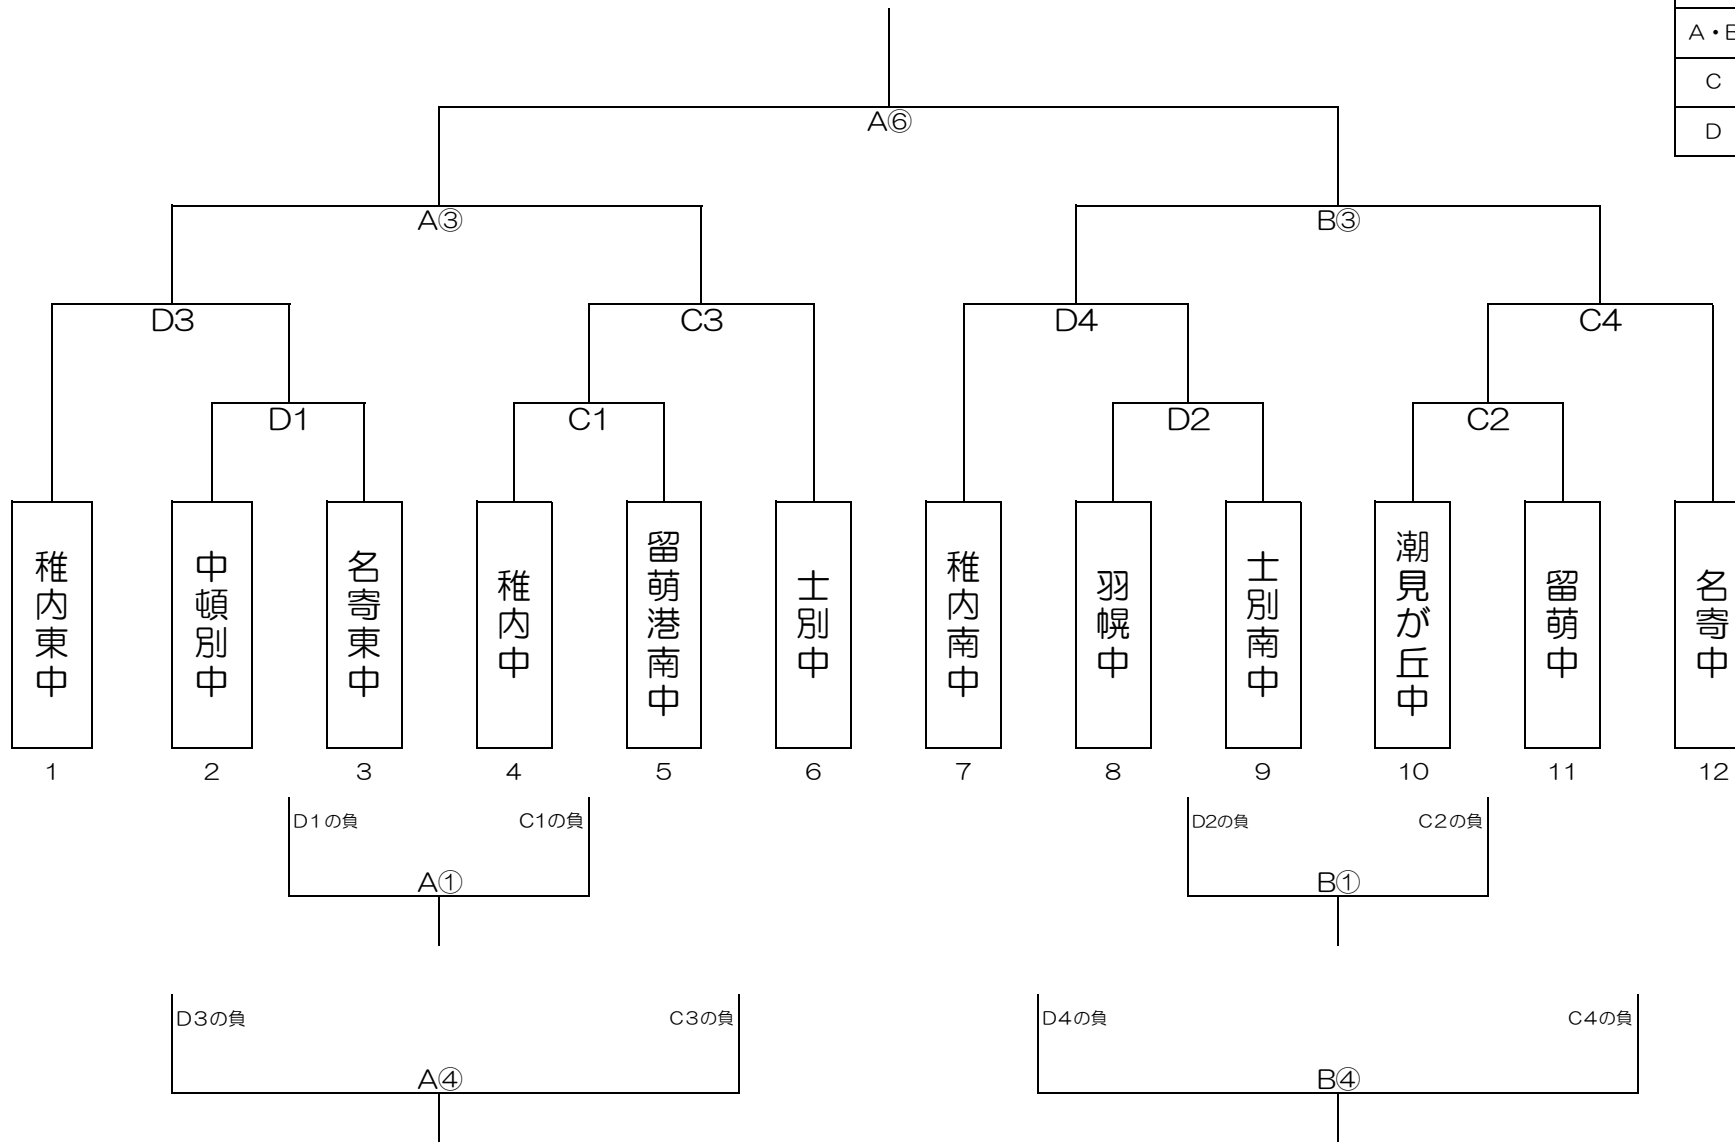 A・B
C
D
A⑥
A③
B③
D3
C3
D4
C4
D1
C1
D2
C2
稚内東中
中頓別中
名寄東中
稚内中
留萌港南中
士別中
稚内南中
羽幌中
士別南中
潮見が丘中
留萌中
名寄中
1
2
3
4
5
6
7
8
9
10
11
12
D1の負
C1の負
D2の負
C2の負
A①
B①
D3の負
C3の負
D4の負
C4の負
A④
B④